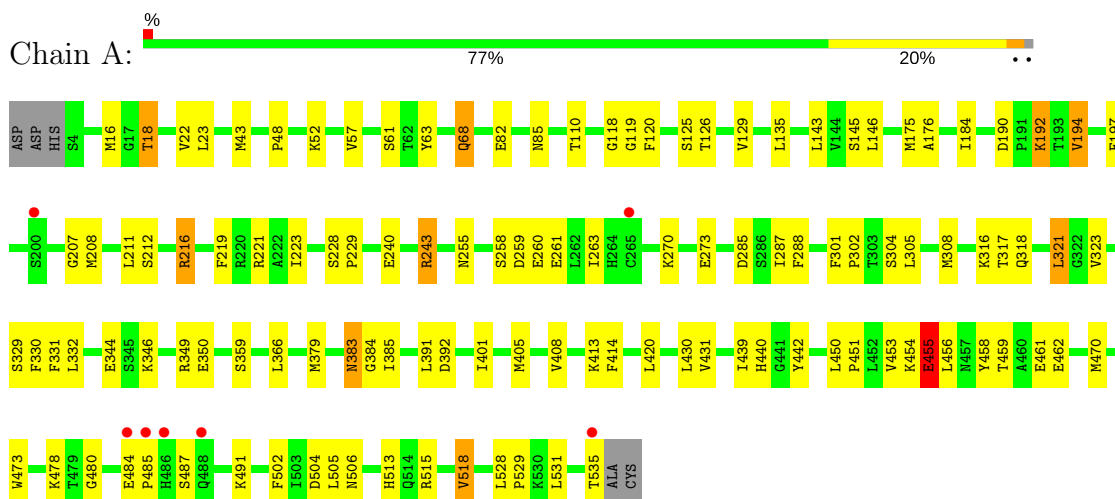 %
Chain A:
77% 20% • •
ASP ASP HIS S4 M16 G17 T18 V22 L23 M43 P48 K52 V57 S61 T62 Y63 Q68 E82 N85 T110 G118 G119 F120 S125 T126 V129 L135 L143 V144 S145 L146 M175 A176 I184 D190 P191 K192 T193 V194
S200 G207 M208 L211 S212 R216 F219 R220 R221 A222 I223 S228 P229 E240 R243 N255 S258 D259 E260 E261 L262 I263 H264 C265 K270 E273 D285 S286 I287 F288 F301 P302 T303 S304 L305 M308 K316 T317 Q318 L321 G322 V323
S329 F330 F331 L332 E344 S345 K346 R349 E350 S359 L366 M379 N383 G384 I385 L391 D392 I401 M405 V408 K413 F414 L420 L430 V431 I439 H440 G441 Y442 L450 P451 L452 V453 K454 E455 L456 N457 Y458 T459 A460 E461 E462 M470
W473 K478 T479 G480 E484 P485 H486 S487 Q488 K491 F502 I503 D504 L505 N506 H513 Q514 R515 V518 L528 P529 K530 L531 T535 ALA CYS